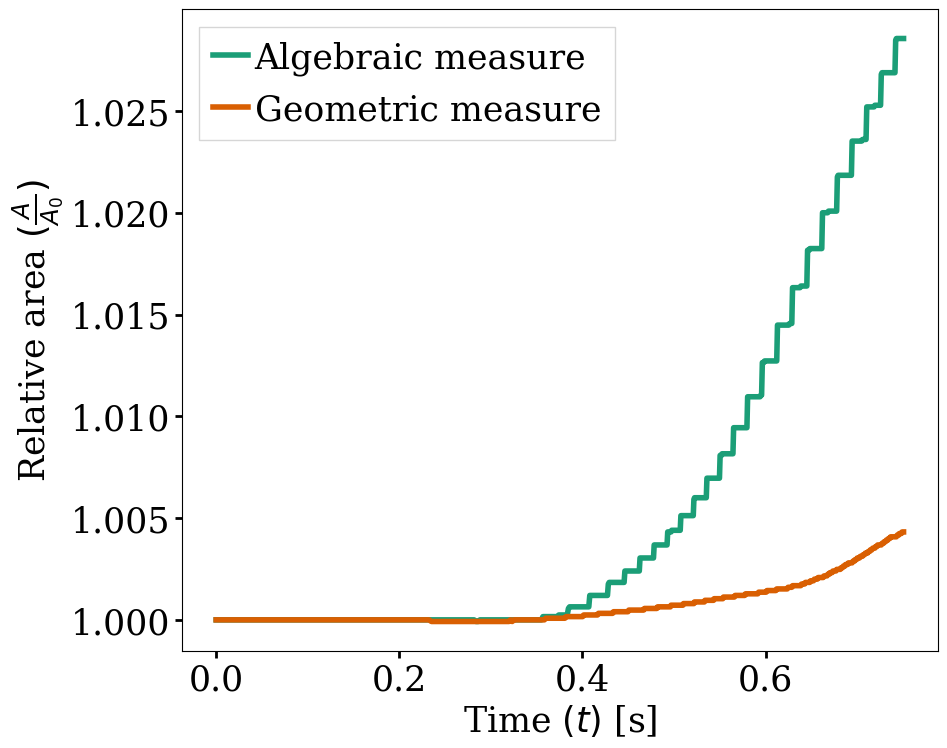 Algebraic measure
Geometric measure
1.025
1.020
1.015
1.010
1.005
1.000
Relative area (A/A₀)
0.0 0.2 0.4 0.6
Time (t) [s]